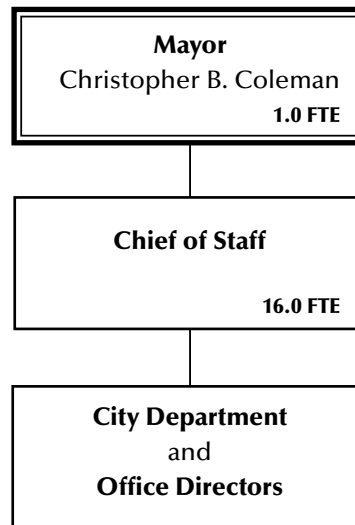 Mayor
Christopher B. Coleman
1.0 FTE
Chief of Staff
16.0 FTE
City Department
and
Office Directors